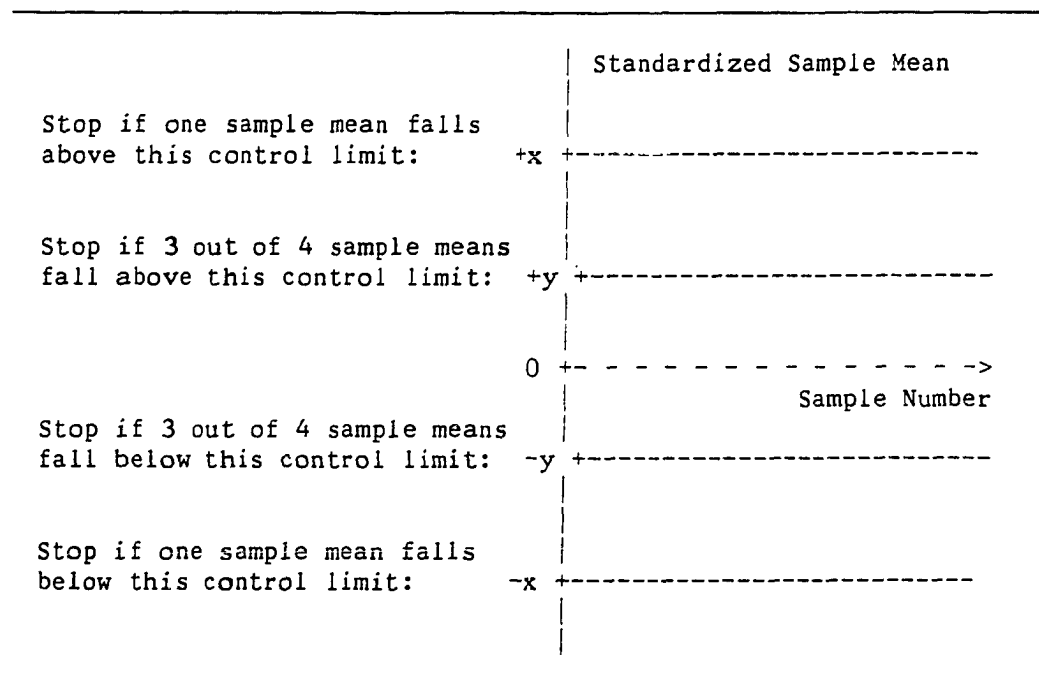 Standardized Sample Mean
Stop if one sample mean falls
above this control limit: +x
Stop if 3 out of 4 sample means
fall above this control limit: +y
0
Sample Number
Stop if 3 out of 4 sample means
fall below this control limit: -y
Stop if one sample mean falls
below this control limit: -x